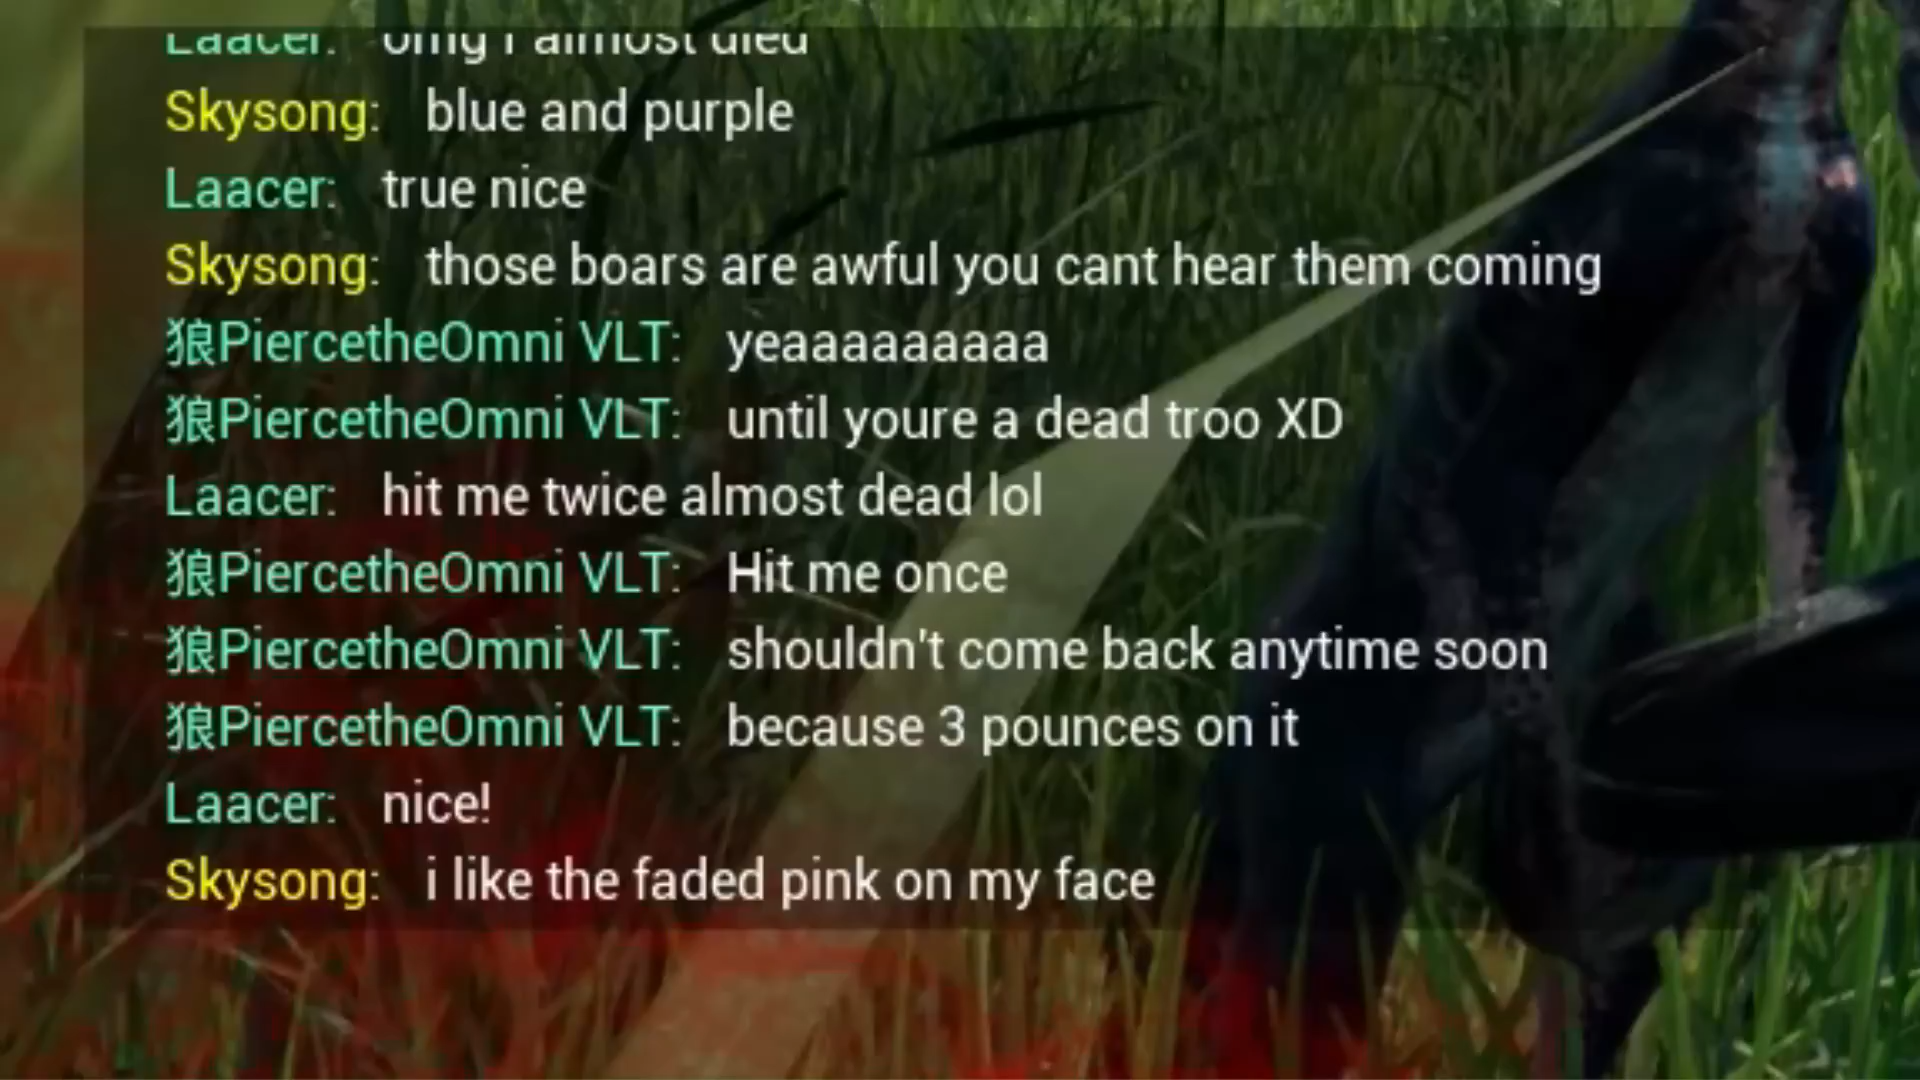 Laacer: omg i almost died
Skysong: blue and purple
Laacer: true nice
Skysong: those boars are awful you cant hear them coming
狼PiercetheOmni VLT: yeaaaaaaaaa
狼PiercetheOmni VLT: until youre a dead troo XD
Laacer: hit me twice almost dead lol
狼PiercetheOmni VLT: Hit me once
狼PiercetheOmni VLT: shouldn't come back anytime soon
狼PiercetheOmni VLT: because 3 pounces on it
Laacer: nice!
Skysong: i like the faded pink on my face